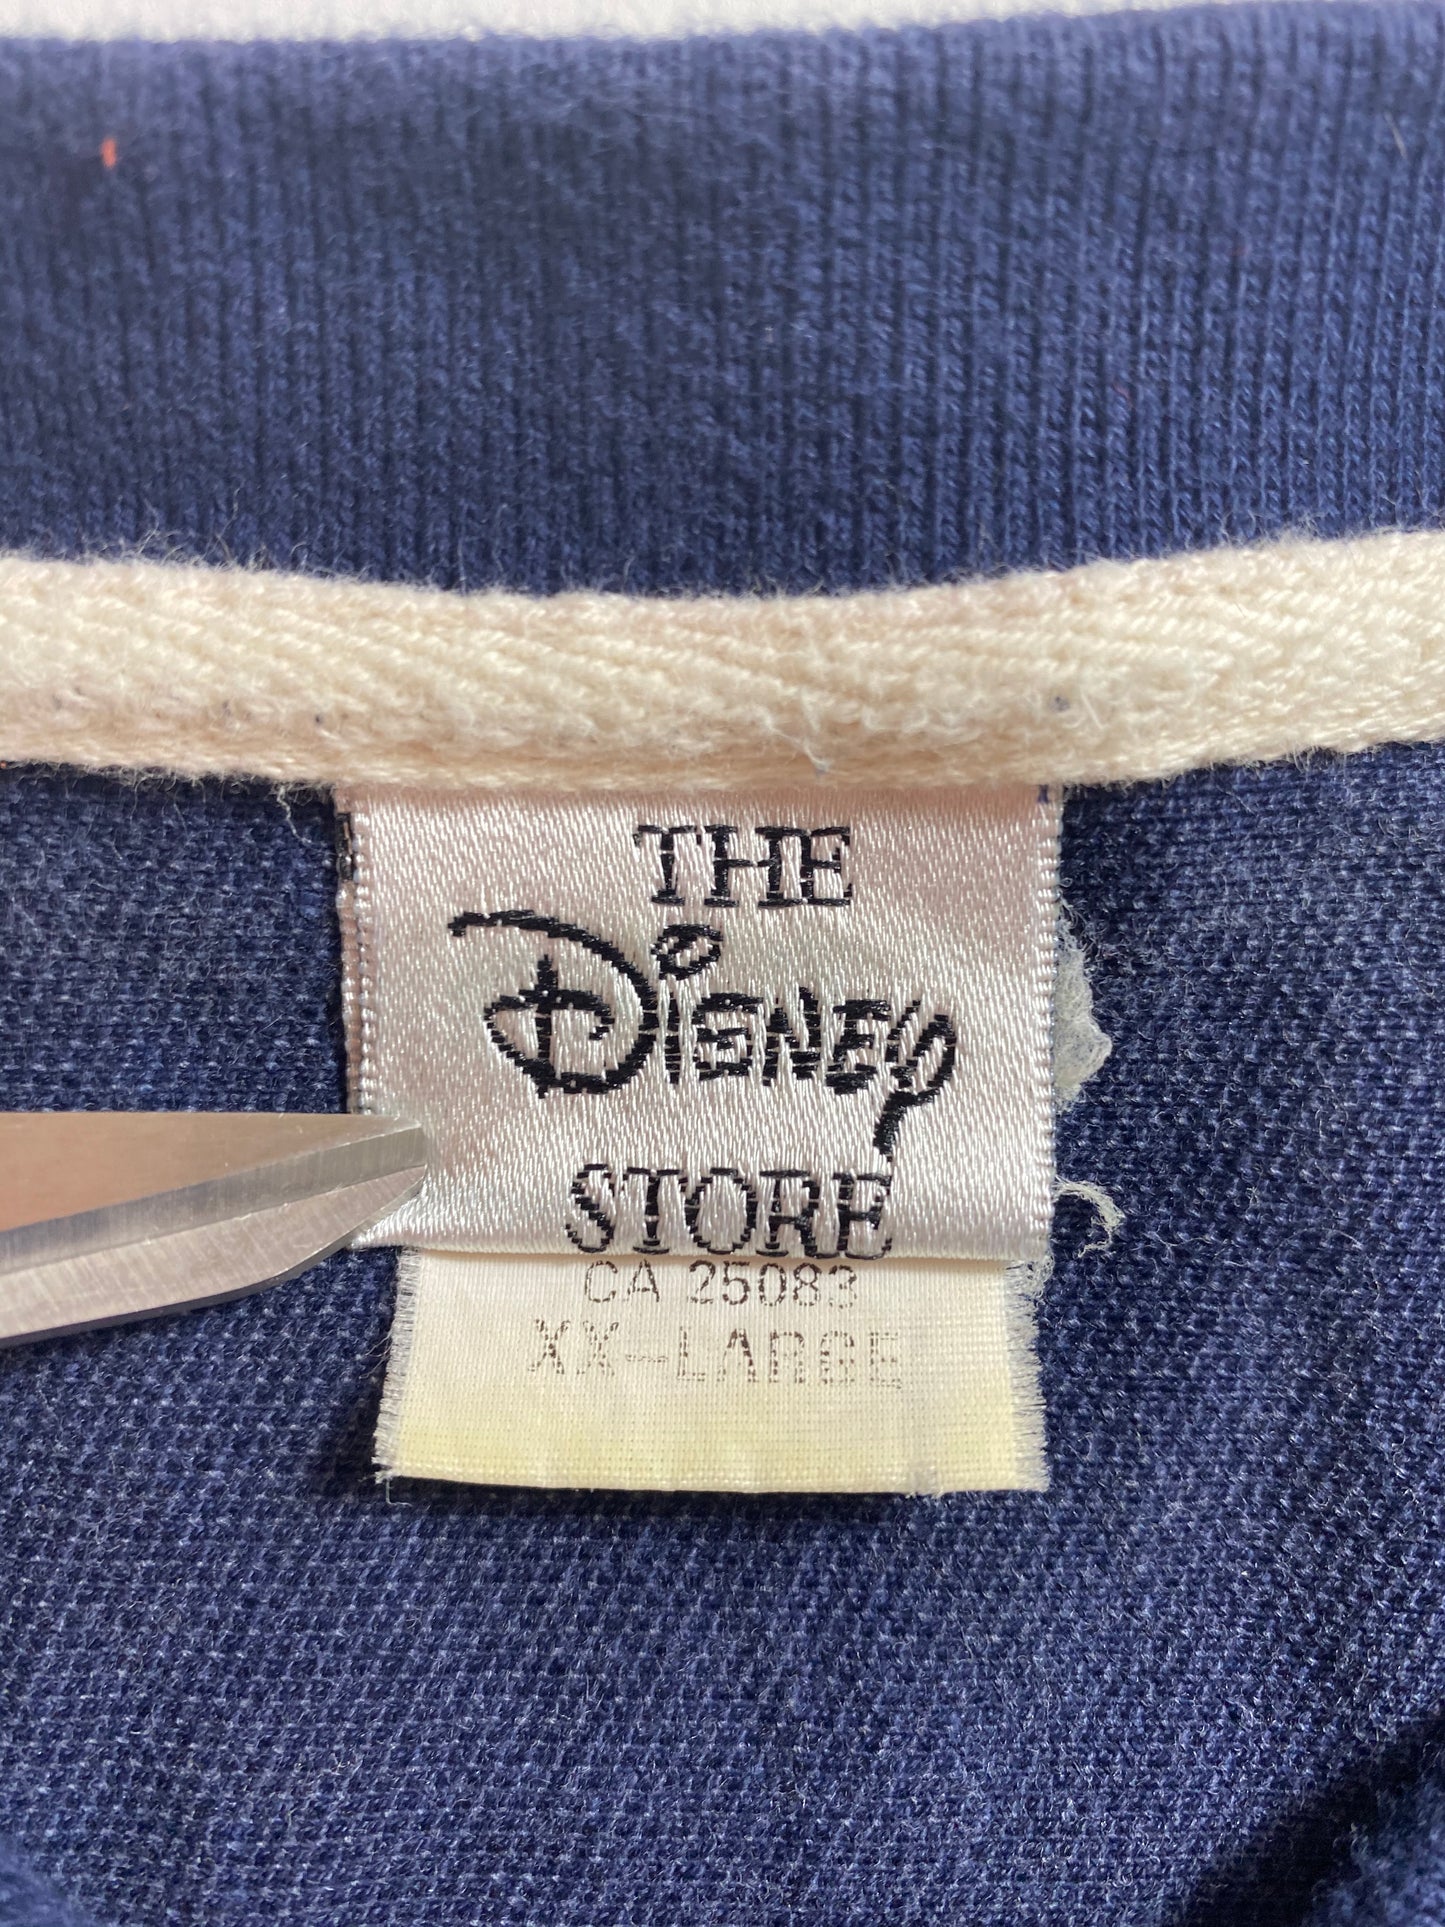 THE
Disney
STORE
CA 25083
XX-LARGE